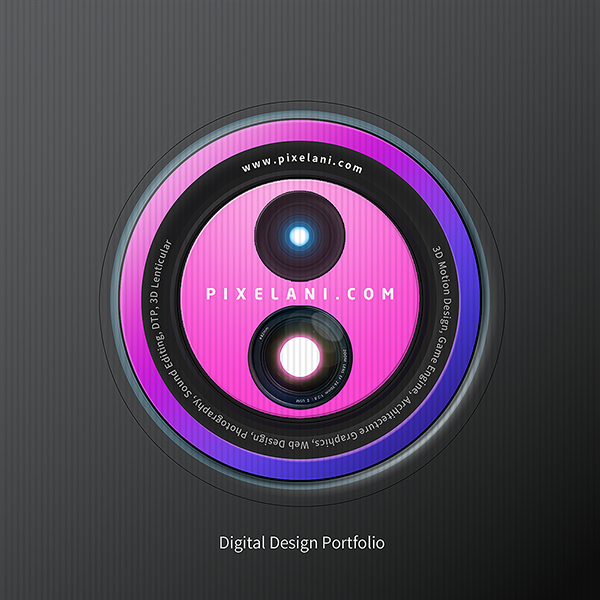 www.pixelani.com
PIXELANI.COM
3D Motion Design, Game Engine, Architecture Graphics, Web Design, Photography, Sound Editing, DTP, 3D Lenticular
Digital Design Portfolio